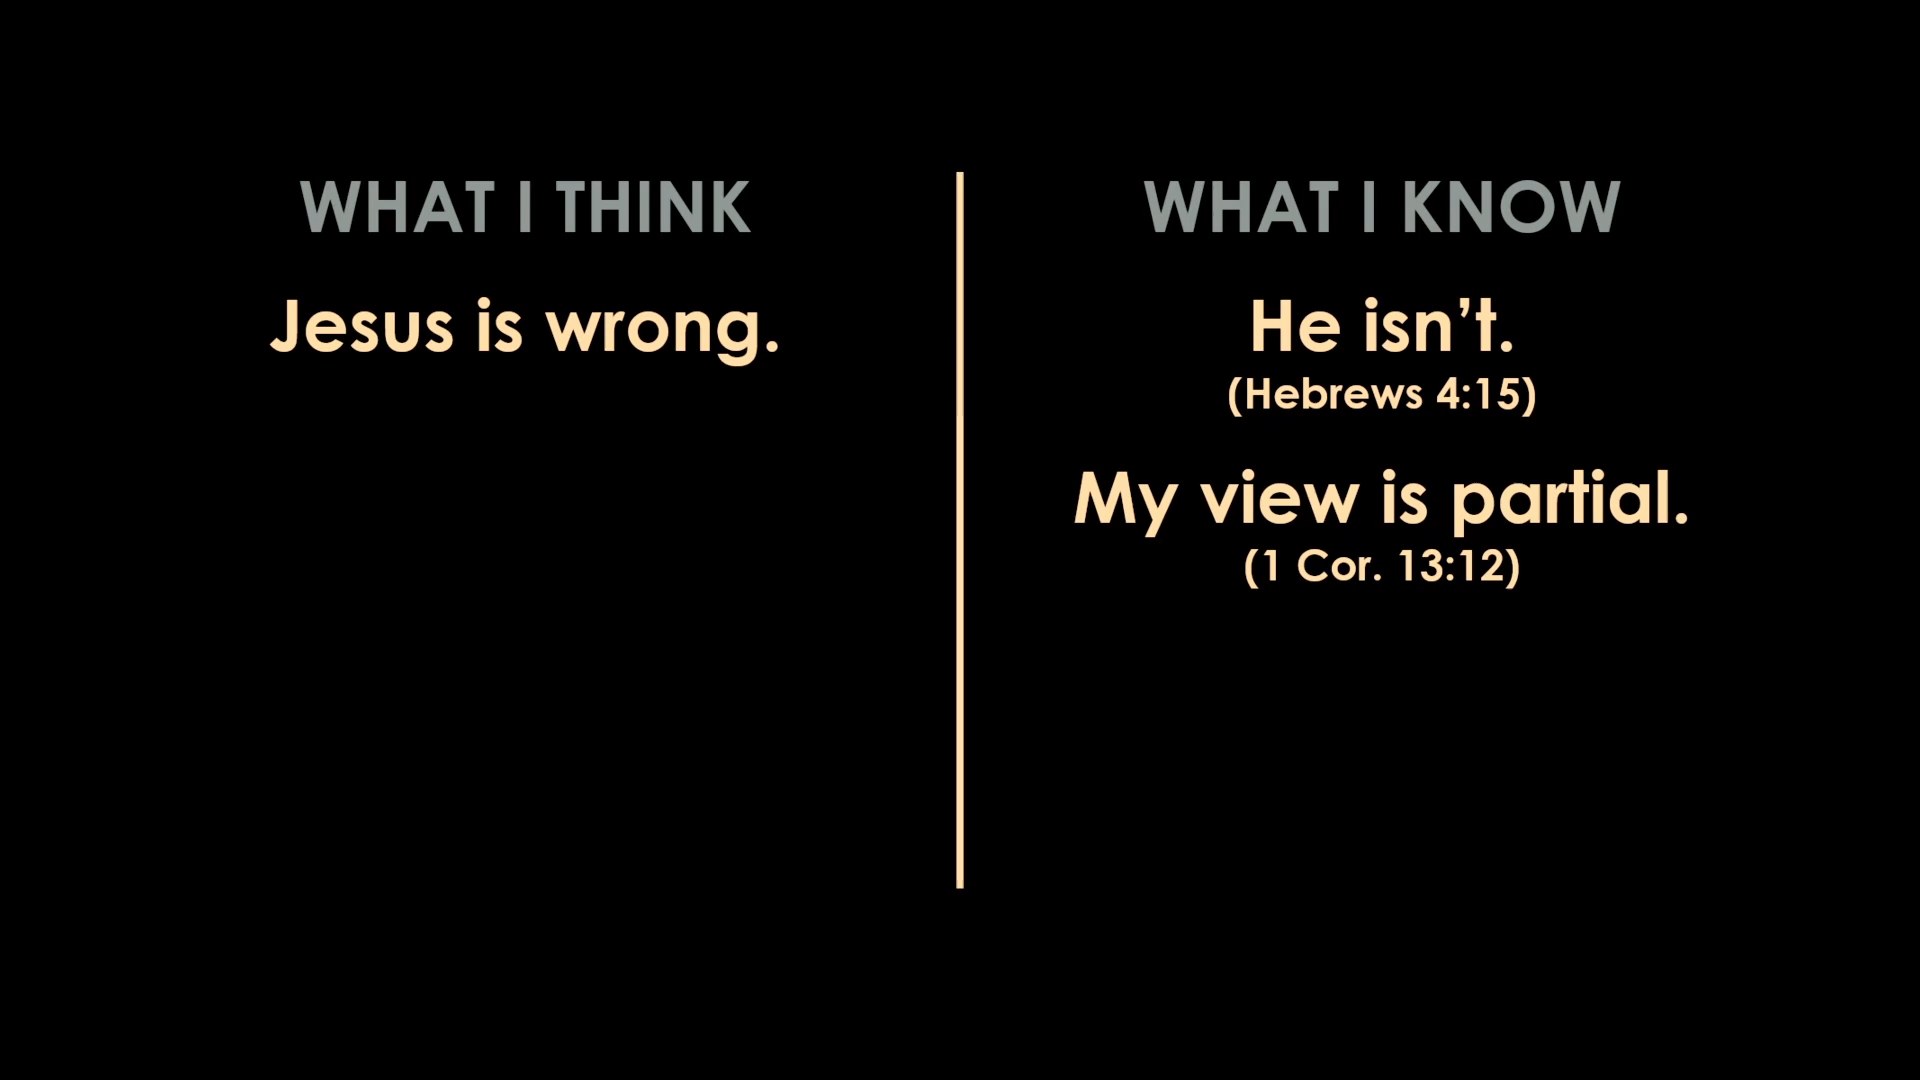 WHAT I THINK
Jesus is wrong.
WHAT I KNOW
He isn’t.
(Hebrews 4:15)
My view is partial.
(1 Cor. 13:12)